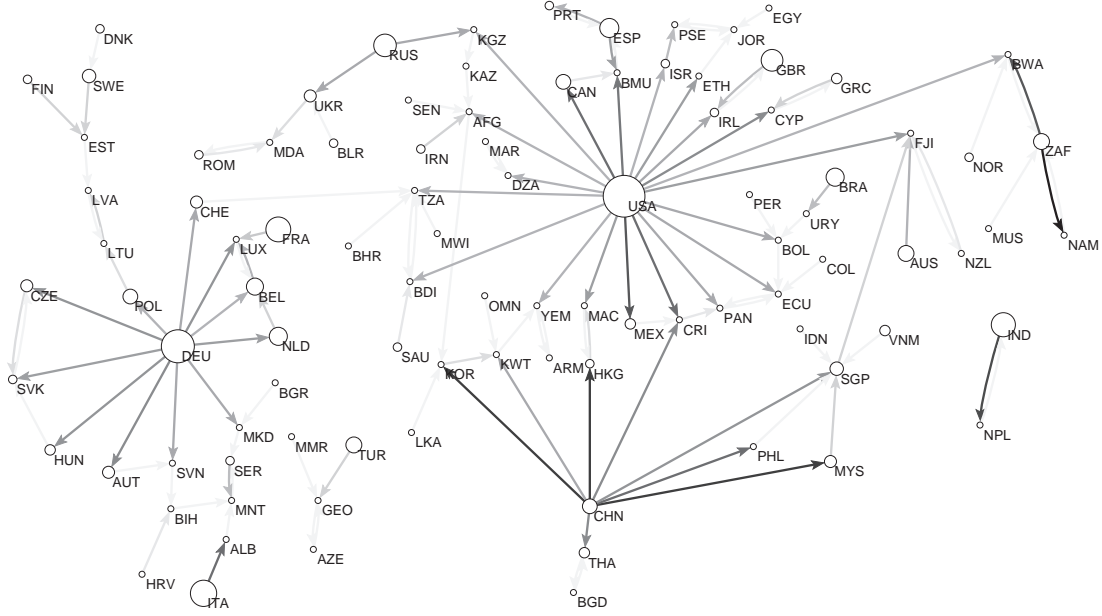 PRT
EGY
DNK
ESP
PSE
JOR
RUS
KGZ
FIN
SWE
KAZ
CAN
BMU
ISR
ETH
GBR
GRC
BWA
UKR
SEN
AFG
IRL
CYP
EST
ROM
MDA
BLR
IRN
MAR
FJI
ZAF
NOR
DZA
LVA
CHE
TZA
USA
PER
BRA
URY
LTU
LUX
FRA
BHR
MWI
BOL
COL
AUS
NZL
MUS
NAM
CZE
POL
BEL
BDI
OMN
YEM
MAC
MEX
CRI
PAN
ECU
DEU
NLD
SAU
KOR
KWT
ARM
HKG
IDN
VNM
IND
SVK
BGR
SGP
HUN
MKD
MMR
TUR
LKA
NPL
AUT
SVN
SER
PHL
MYS
BIH
MNT
GEO
CHN
ALB
AZE
THA
HRV
ITA
BGD